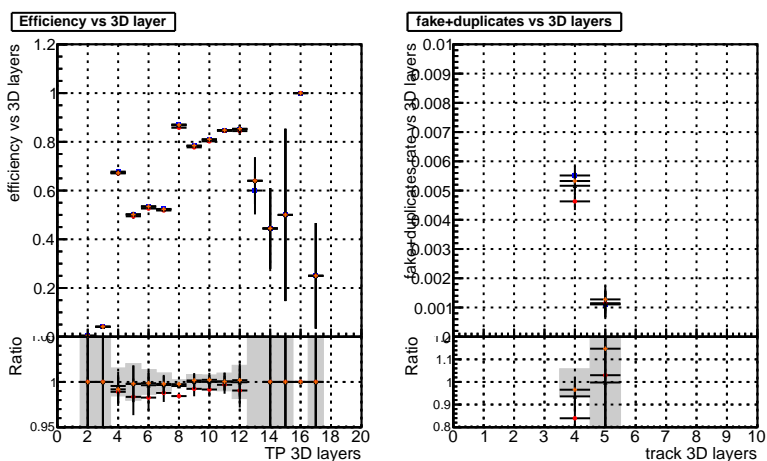 Efficiency vs 3D layer
efficiency vs 3D layers
1.2
1
0.8
0.6
0.4
0.2
0
Ratio
1
0.95
0 2 4 6 8 10 12 14 16 18 20
TP 3D layers
fake+duplicates vs 3D layers
fake+duplicates rate vs 3D layers
0.01
0.009
0.008
0.007
0.006
0.005
0.004
0.003
0.002
0.001
0
Ratio
1.1
1
0.9
0.8
0 1 2 3 4 5 6 7 8 9 10
track 3D layers